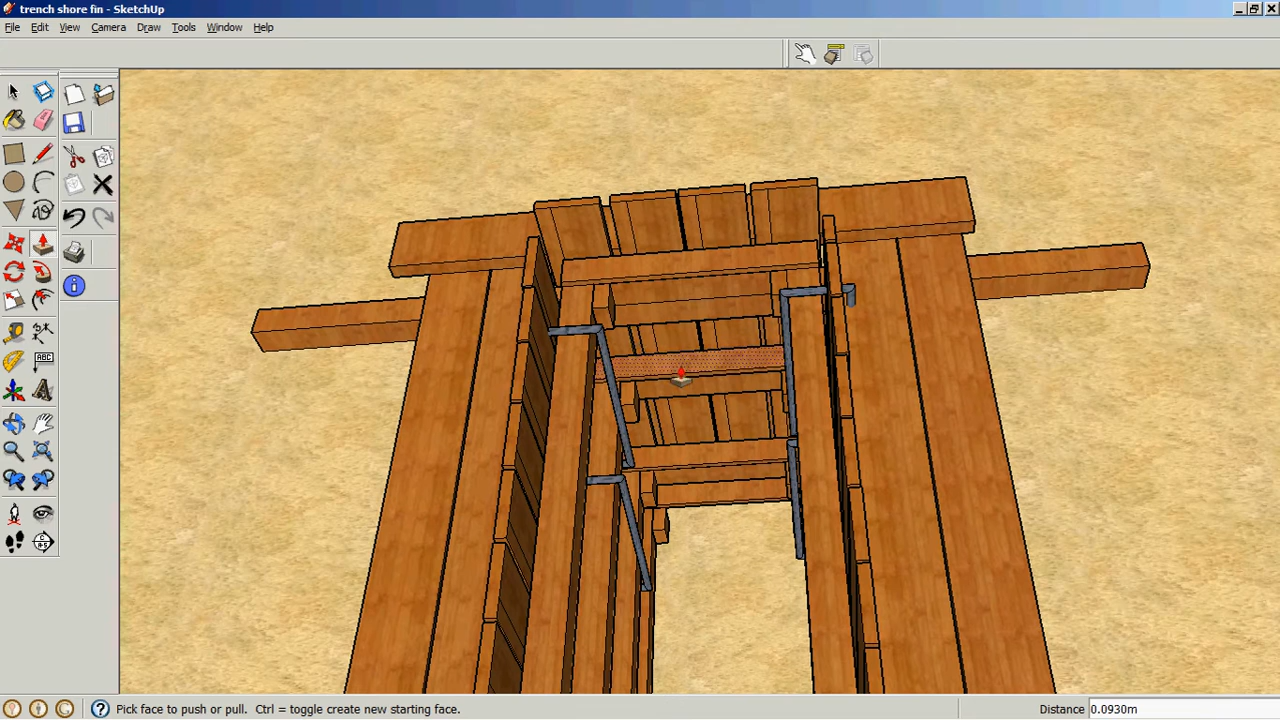 trench shore fin - SketchUp
File Edit View Camera Draw Tools Window Help
ABC
A
Pick face to push or pull. Ctrl = toggle create new starting face. Distance 0.0930m